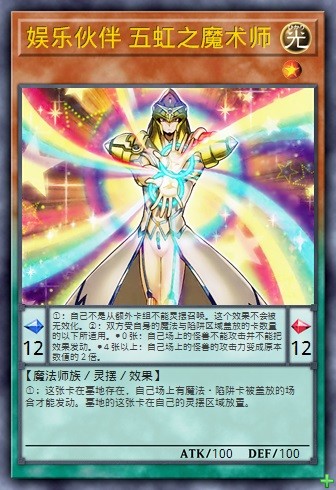 娱乐伙伴 五虹之魔术师
光
①：自己不是从额外卡组不能灵摆召唤。这个效果不会被
无效化。②：双方受自身的魔法与陷阱区域盖放的卡数量
的以下所适用。●0张：自己场上的怪兽不能攻击并不能把
效果发动。●4张以上：自己场上的怪兽的攻击力变成原本
数值的2倍。
12
12
【魔法师族／灵摆／效果】
①：这张卡在墓地存在，自己场上有魔法·陷阱卡被盖放的场
合才能发动。墓地的这张卡在自己的灵摆区域放置。
ATK/100 DEF/100